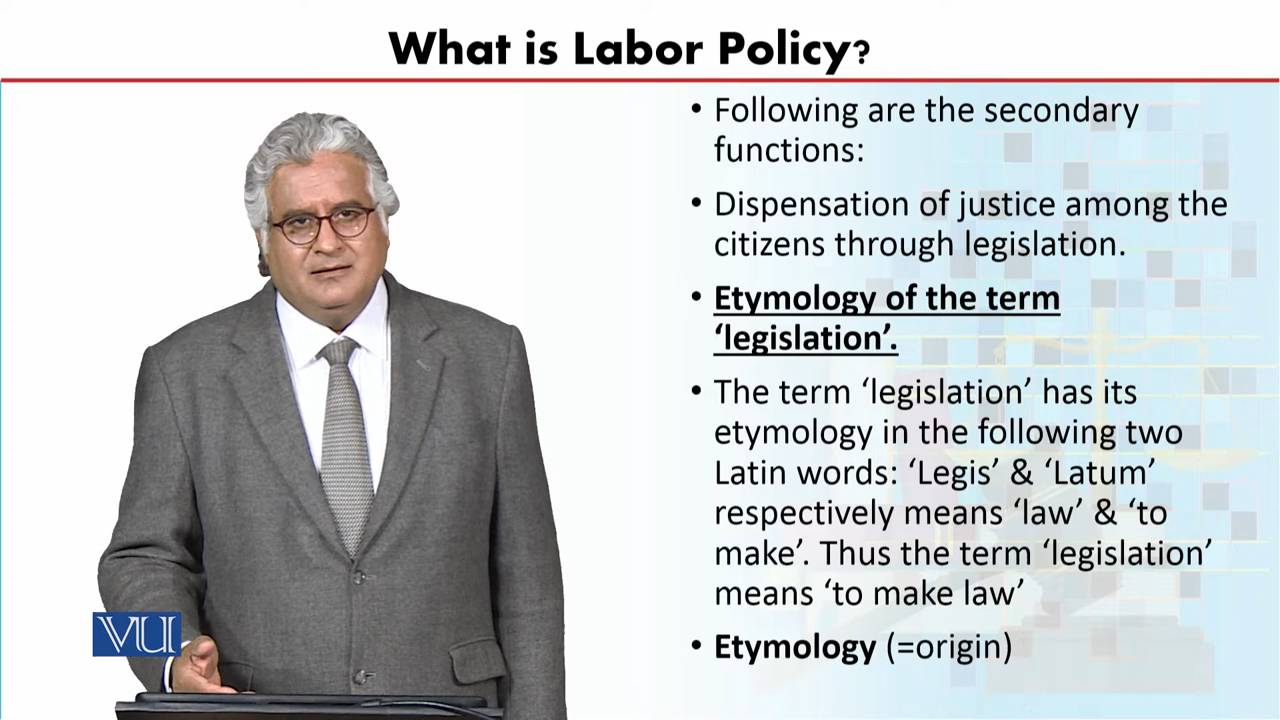 What is Labor Policy?
• Following are the secondary
functions:
• Dispensation of justice among the
citizens through legislation.
• Etymology of the term
‘legislation’.
• The term ‘legislation’ has its
etymology in the following two
Latin words: ‘Legis’ & ‘Latum’
respectively means ‘law’ & ‘to
make’. Thus the term ‘legislation’
means ‘to make law’
• Etymology (=origin)
VU